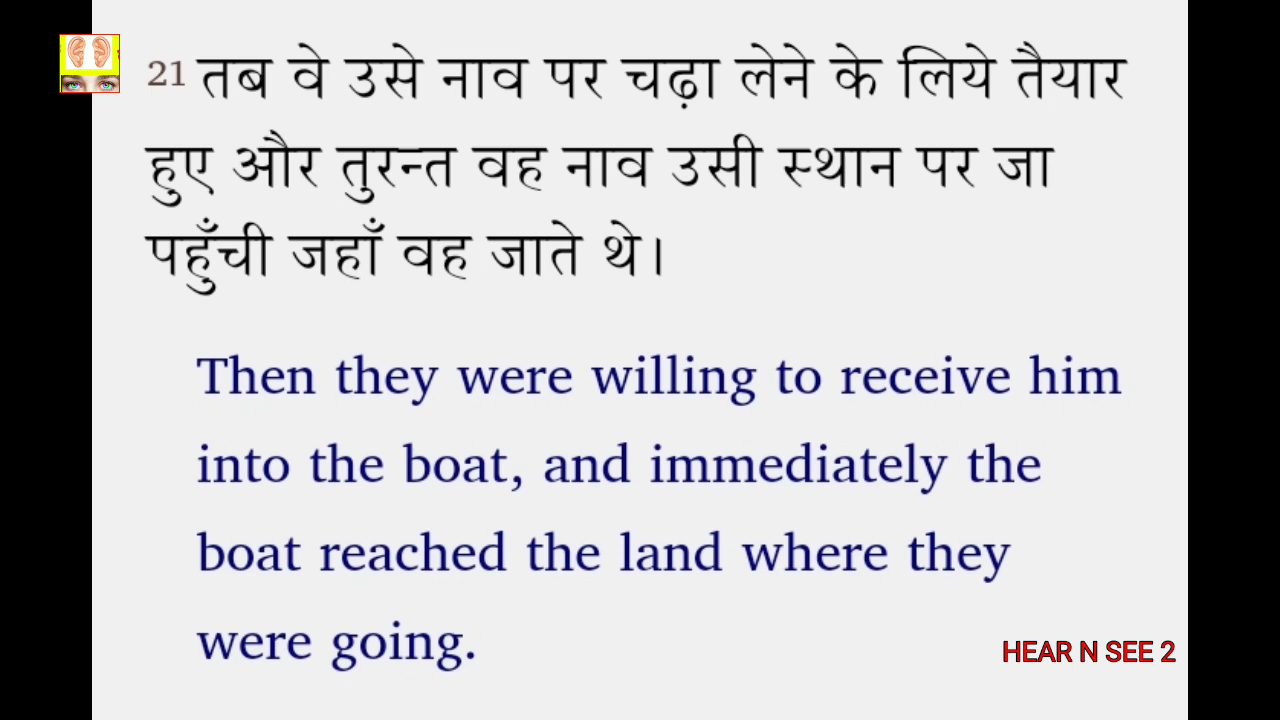 21 तब वे उसे नाव पर चढ़ा लेने के लिये तैयार
हुए और तुरन्त वह नाव उसी स्थान पर जा
पहुँची जहाँ वह जाते थे।
Then they were willing to receive him
into the boat, and immediately the
boat reached the land where they
were going.
HEAR N SEE 2